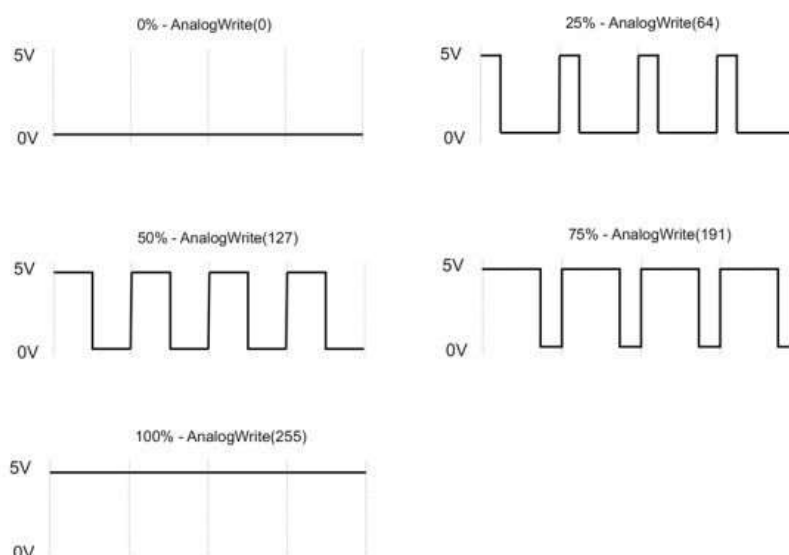 0% - AnalogWrite(0)
5V
0V
25% - AnalogWrite(64)
5V
0V
50% - AnalogWrite(127)
5V
0V
75% - AnalogWrite(191)
5V
0V
100% - AnalogWrite(255)
5V
0V